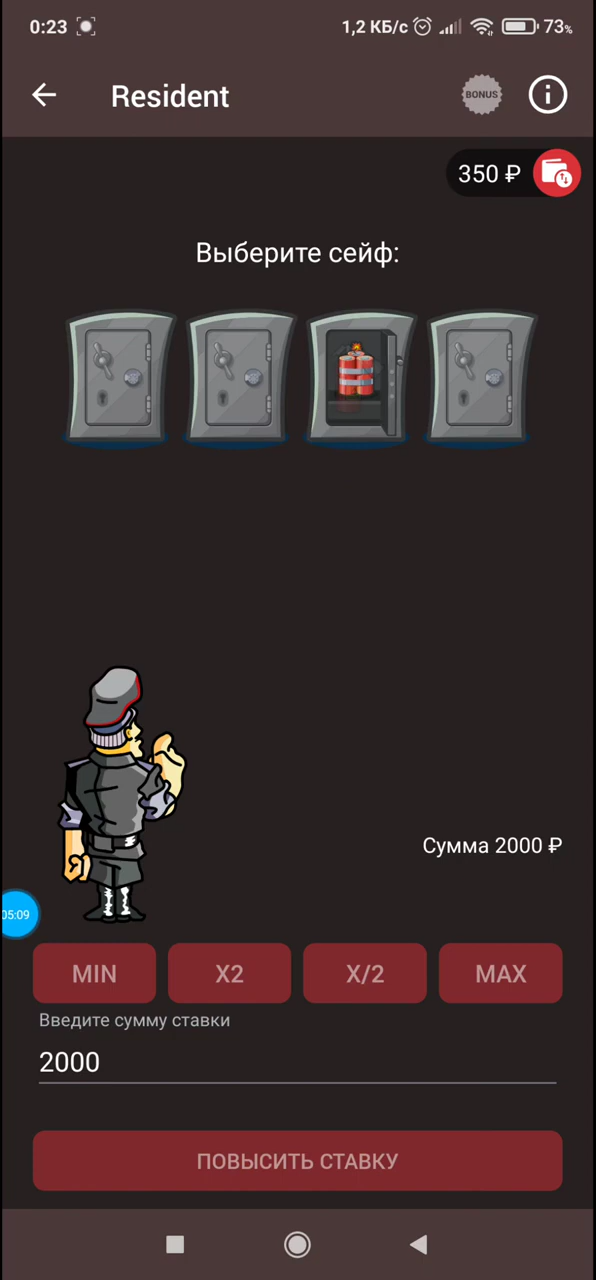 0:23 1,2 КБ/с 73%
Resident BONUS
350 ₽
Выберите сейф:
Сумма 2000 ₽
05:09
MIN X2 X/2 MAX
Введите сумму ставки
2000
ПОВЫСИТЬ СТАВКУ